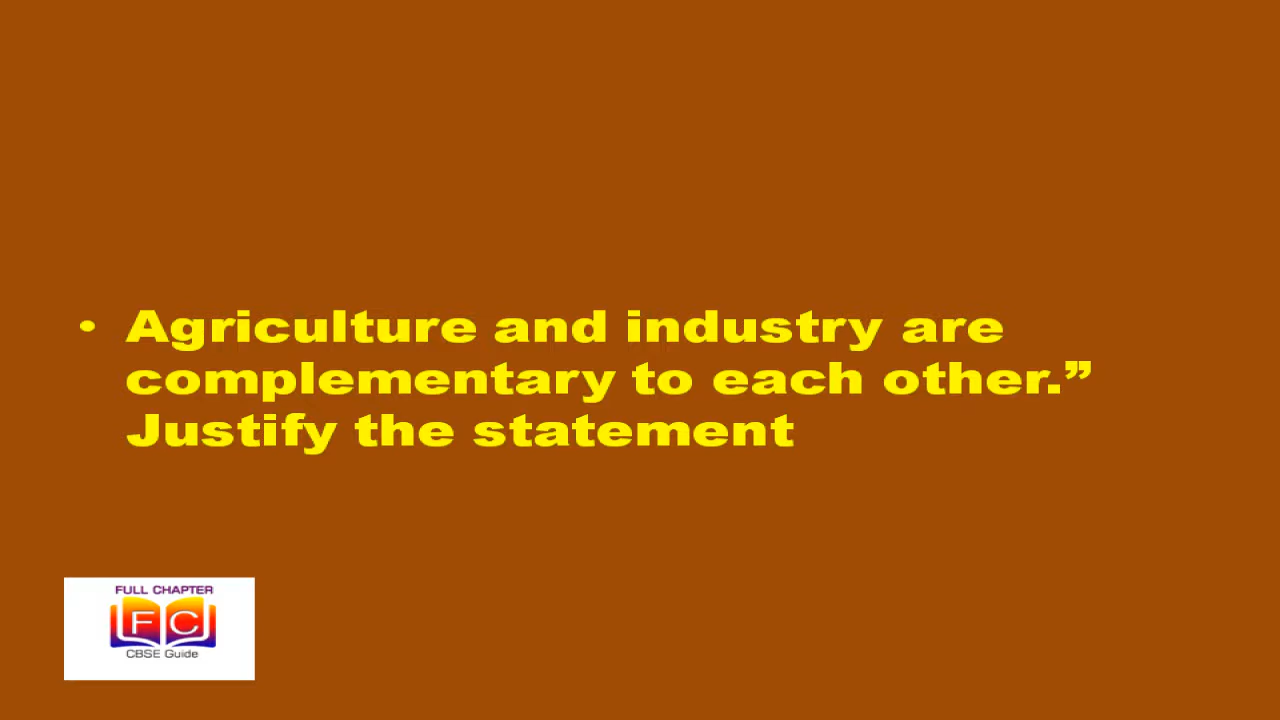 • Agriculture and industry are
complementary to each other.”
Justify the statement
FULL CHAPTER
FC
CBSE Guide